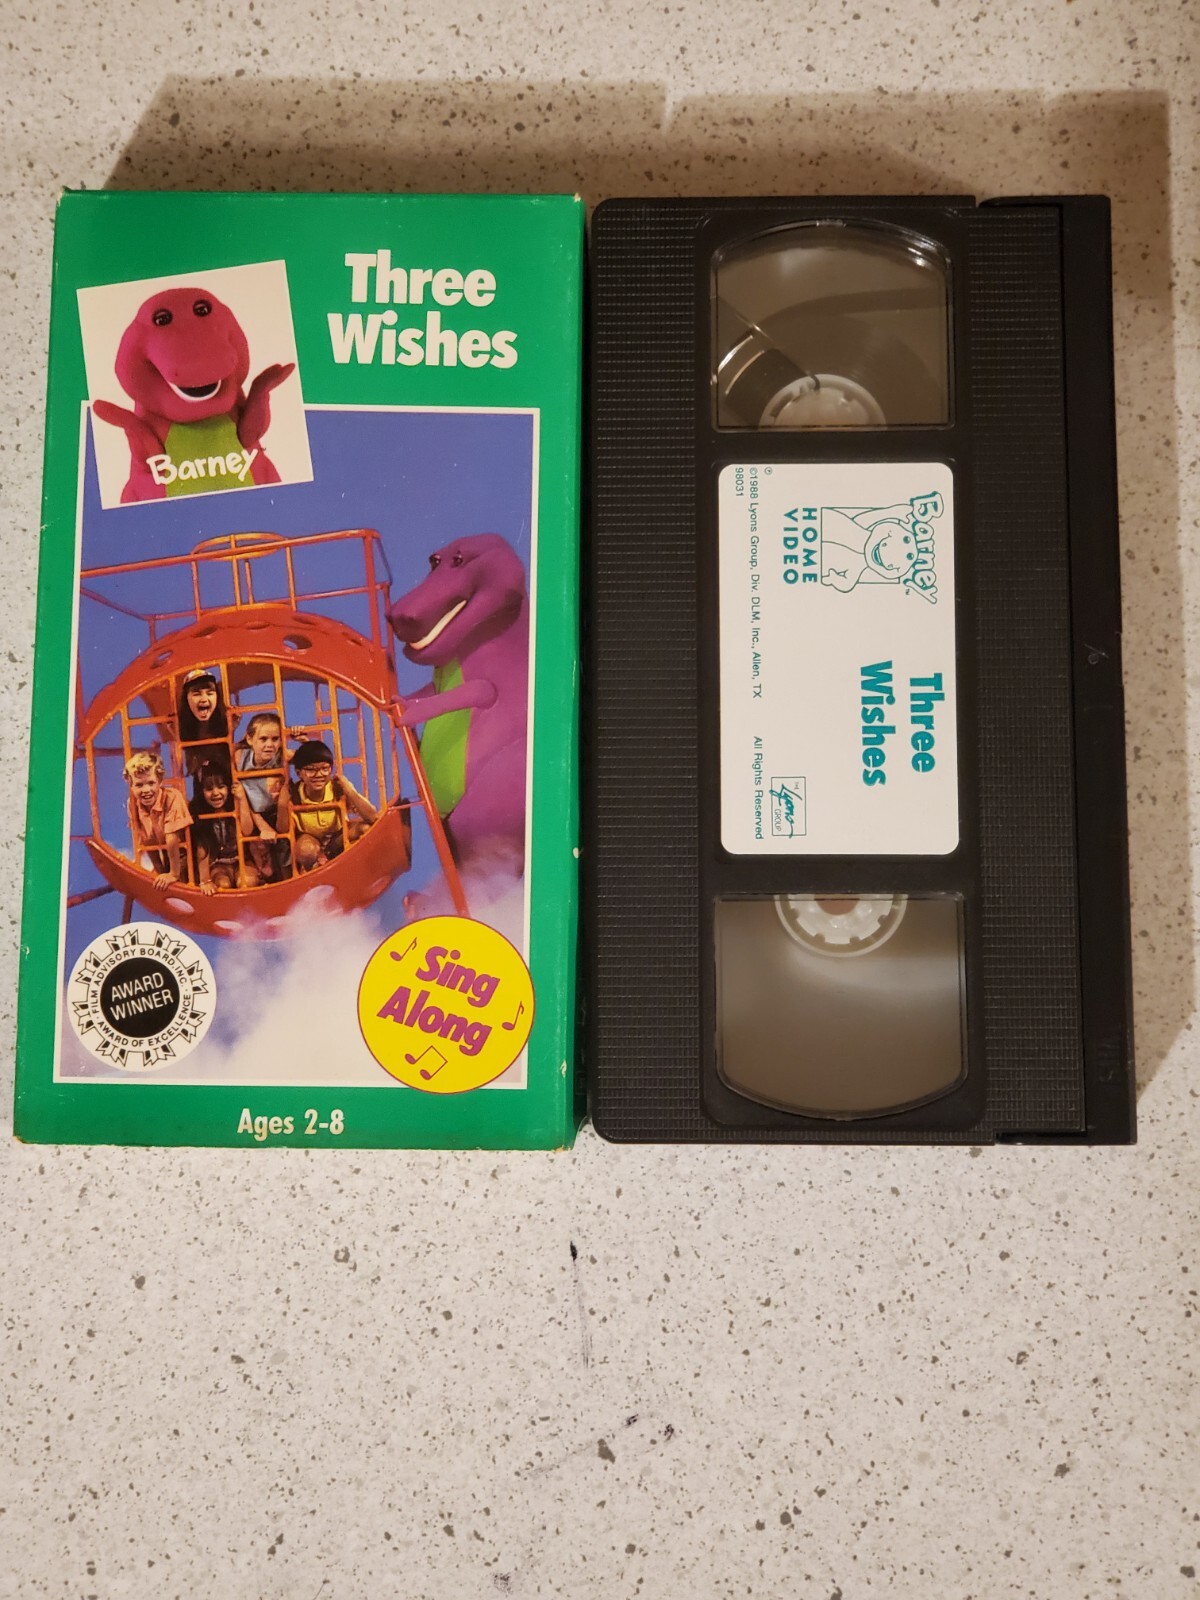 Three
Wishes
Barney
FILM ADVISORY BOARD, INC.
AWARD
WINNER
AWARD OF EXCELLENCE
Sing
Along
Ages 2-8
Barney™
HOME
VIDEO
Three
Wishes
THE
Lyons
GROUP
℗
©1988 Lyons Group, Div. DLM, Inc., Allen, TX All Rights Reserved
98031